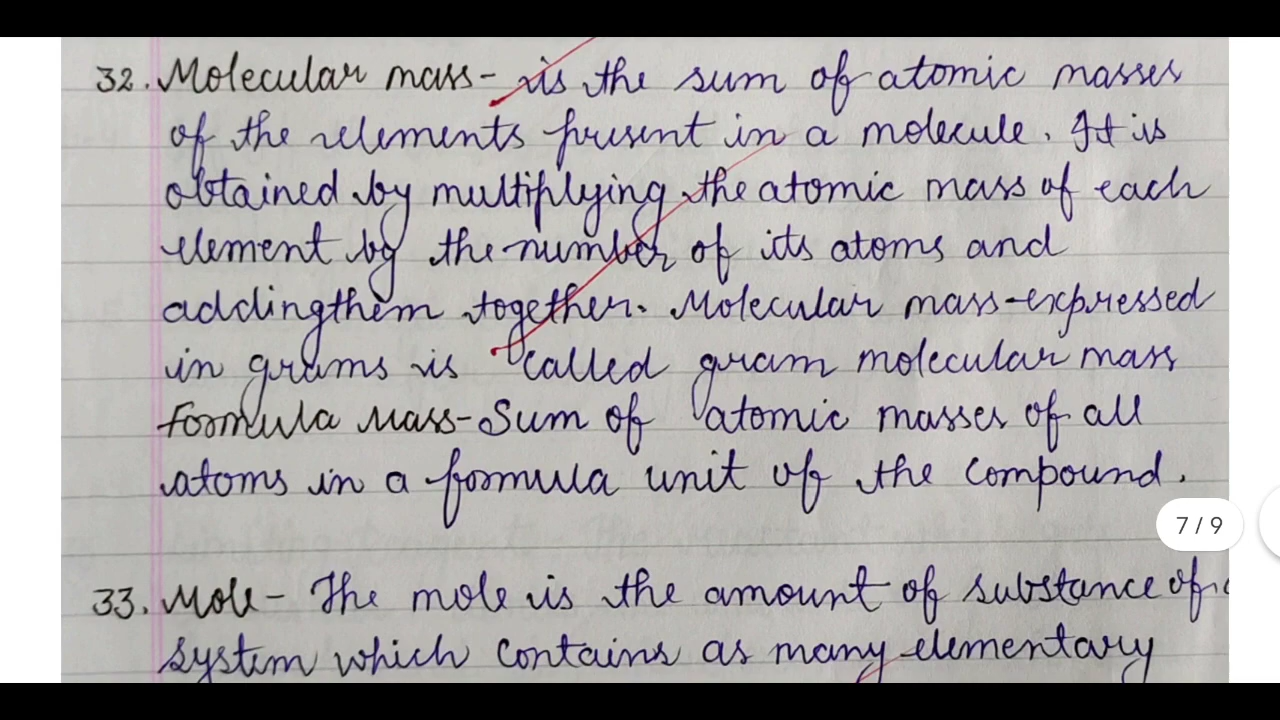 32. Molecular mass- is the sum of atomic masses
of the elements present in a molecule. It is
obtained by multiplying the atomic mass of each
element by the number of its atoms and
addingthem together. Molecular mass-expressed
in grams is called gram molecular mass
Formula Mass-Sum of atomic masses of all
atoms in a formula unit of the compound.
7 / 9
33. Mole- The mole is the amount of substance of
system which contains as many elementary